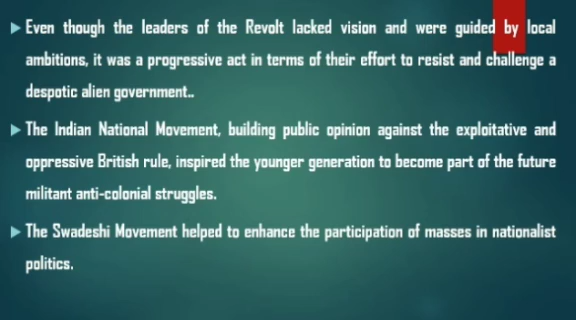 Even though the leaders of the Revolt lacked vision and were guided by local
ambitions, it was a progressive act in terms of their effort to resist and challenge a
despotic alien government..
The Indian National Movement, building public opinion against the exploitative and
oppressive British rule, inspired the younger generation to become part of the future
militant anti-colonial struggles.
The Swadeshi Movement helped to enhance the participation of masses in nationalist
politics.